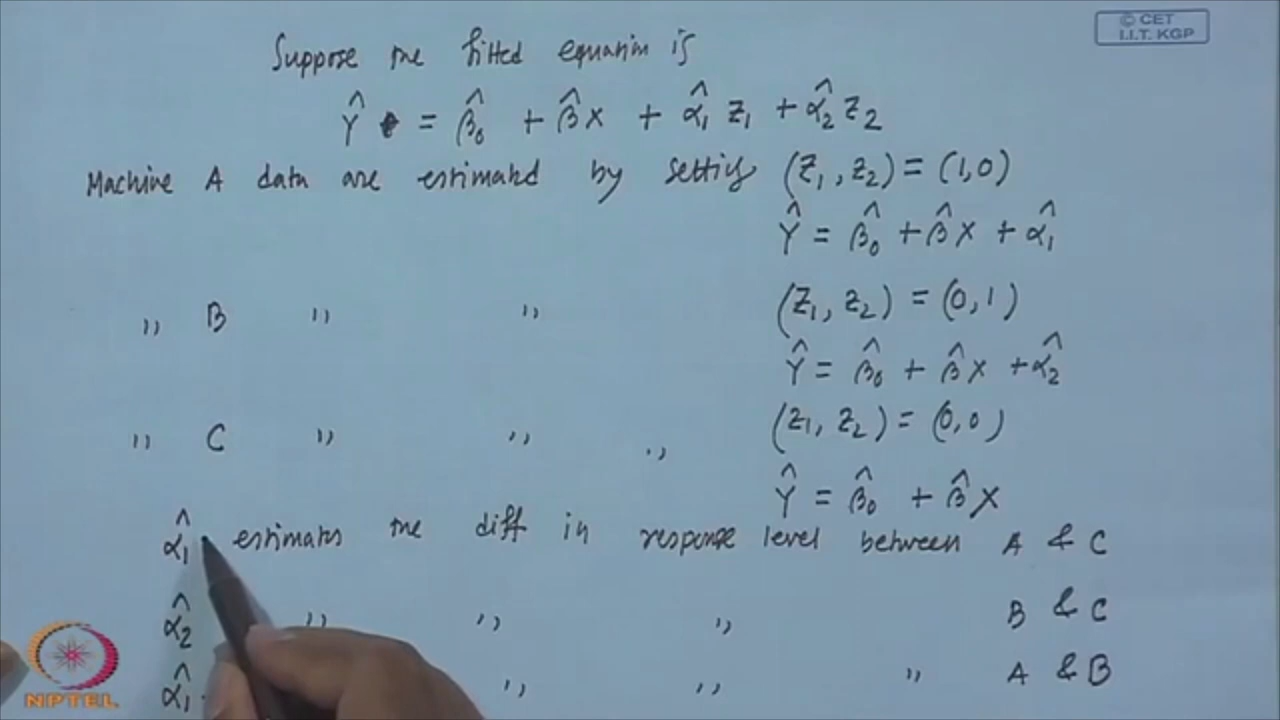 © CET
I.I.T. KGP
Suppose the fitted equation is
Ŷ = β̂₀ + β̂x + α̂₁ z₁ + α̂₂ z₂
Machine A data are estimated by setting (z₁, z₂) = (1,0)
Ŷ = β̂₀ + β̂x + α̂₁
,, B ,, ,, (z₁, z₂) = (0,1)
Ŷ = β̂₀ + β̂x + α̂₂
,, C ,, ,, ,, (z₁, z₂) = (0,0)
Ŷ = β̂₀ + β̂x
α̂₁ estimates the diff in response level between A & C
α̂₂ ,, ,, ,, B & C
α̂₁ ,, ,, ,, A & B
NPTEL